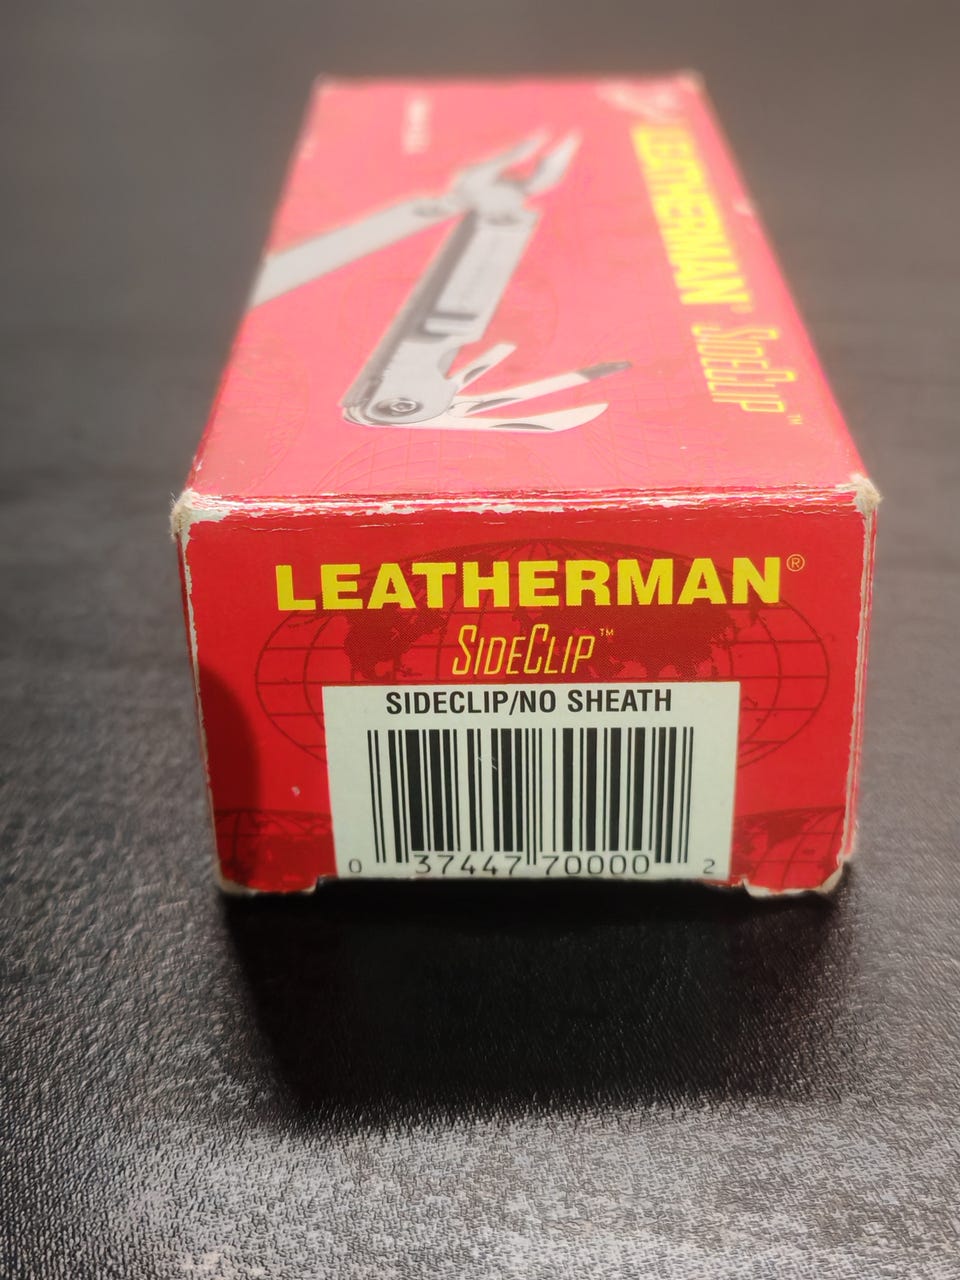 LEATHERMAN® SIDECLIP™
LEATHERMAN®
SIDECLIP™
SIDECLIP/NO SHEATH
0 37447 70000 2